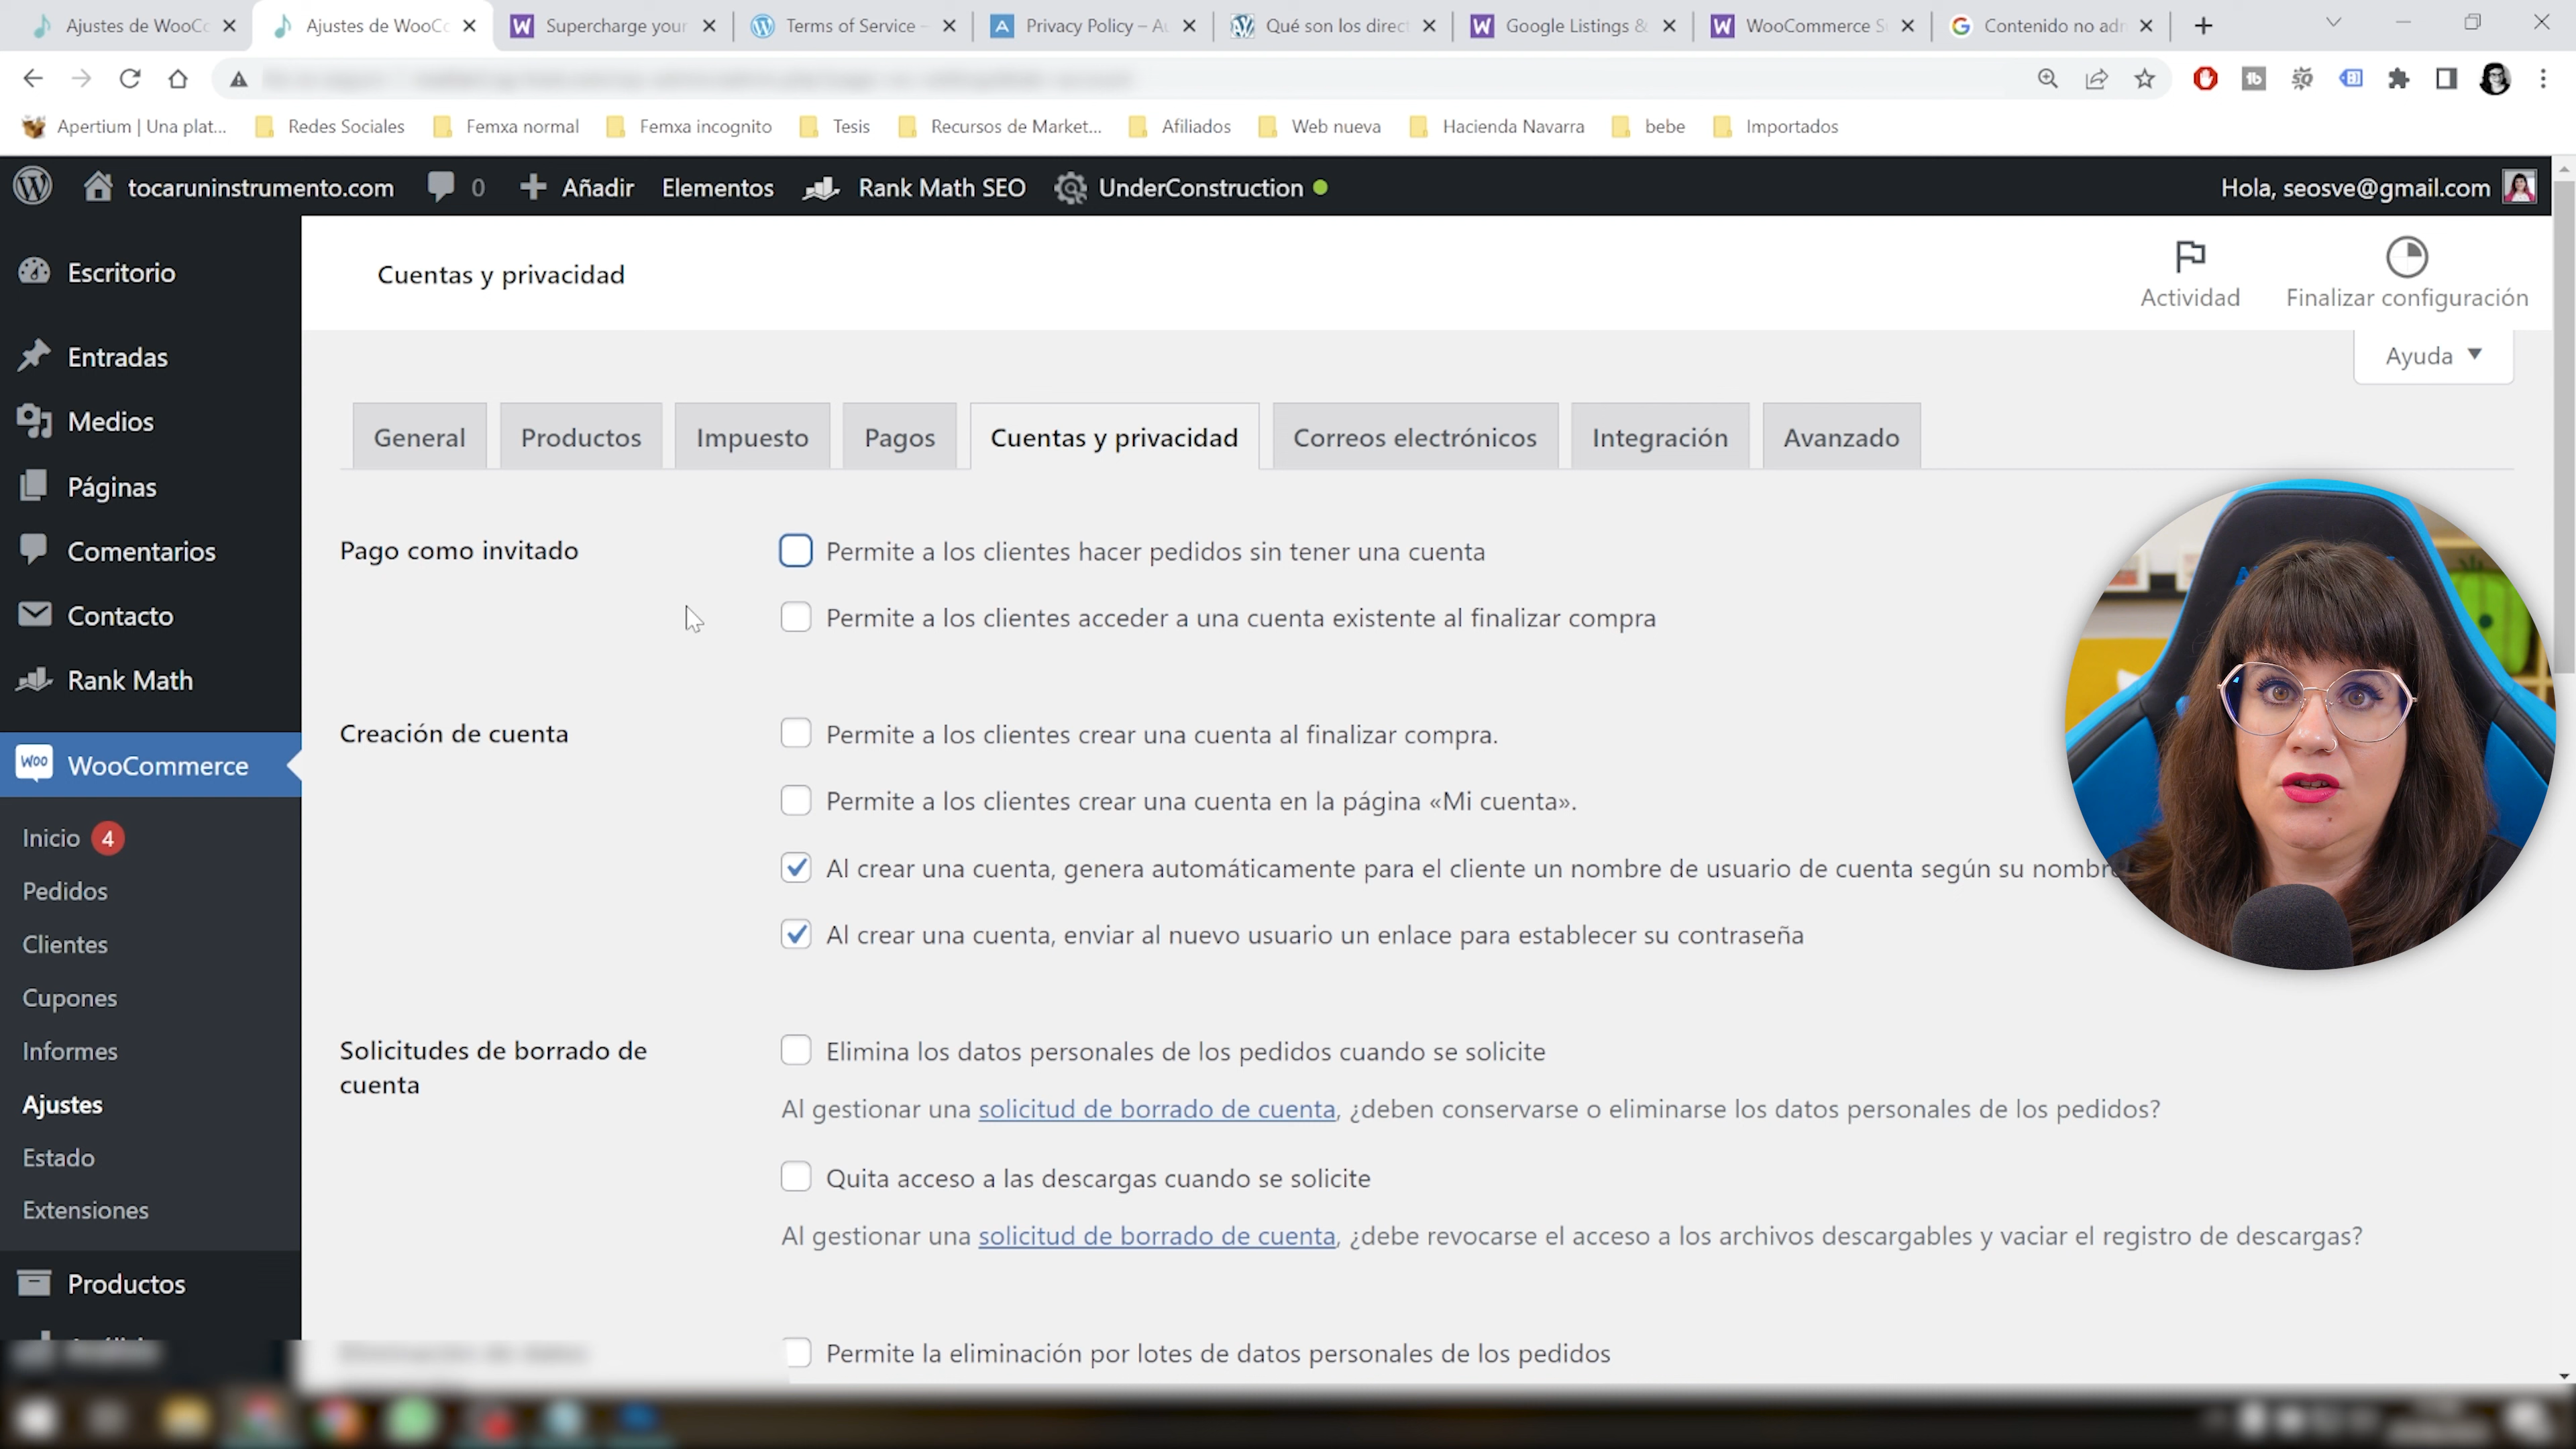 Ajustes de WooCo
Ajustes de WooCo
Supercharge your
Terms of Service –
Privacy Policy – Au
Qué son los direct
Google Listings &
WooCommerce S
Contenido no adm
Apertium | Una plat...
Redes Sociales
Femxa normal
Femxa incognito
Tesis
Recursos de Market...
Afiliados
Web nueva
Hacienda Navarra
bebe
Importados
tocaruninstrumento.com
0
Añadir
Elementos
Rank Math SEO
UnderConstruction
Hola, seosve@gmail.com
Escritorio
Entradas
Medios
Páginas
Comentarios
Contacto
Rank Math
WooCommerce
Inicio 4
Pedidos
Clientes
Cupones
Informes
Ajustes
Estado
Extensiones
Productos
Cuentas y privacidad
Actividad
Finalizar configuración
Ayuda
General
Productos
Impuesto
Pagos
Cuentas y privacidad
Correos electrónicos
Integración
Avanzado
Pago como invitado
Permite a los clientes hacer pedidos sin tener una cuenta
Permite a los clientes acceder a una cuenta existente al finalizar compra
Creación de cuenta
Permite a los clientes crear una cuenta al finalizar compra.
Permite a los clientes crear una cuenta en la página «Mi cuenta».
Al crear una cuenta, genera automáticamente para el cliente un nombre de usuario de cuenta según su nombre
Al crear una cuenta, enviar al nuevo usuario un enlace para establecer su contraseña
Solicitudes de borrado de
cuenta
Elimina los datos personales de los pedidos cuando se solicite
Al gestionar una solicitud de borrado de cuenta, ¿deben conservarse o eliminarse los datos personales de los pedidos?
Quita acceso a las descargas cuando se solicite
Al gestionar una solicitud de borrado de cuenta, ¿debe revocarse el acceso a los archivos descargables y vaciar el registro de descargas?
Permite la eliminación por lotes de datos personales de los pedidos